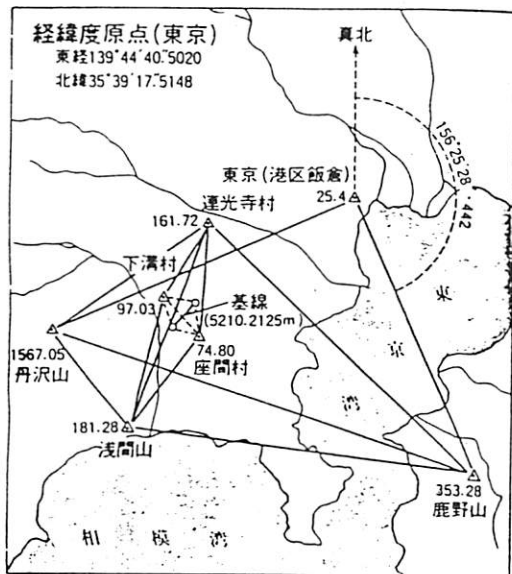 経緯度原点(東京)
東経139°44′40.″5020
北緯35°39′17.″5148
真北
156°25′28.″442
東京(港区飯倉)
25.4
連光寺村
161.72
下溝村
97.03
基線
(5210.2125m)
74.80
座間村
1567.05
丹沢山
181.28
浅間山
353.28
鹿野山
東京湾
相模湾